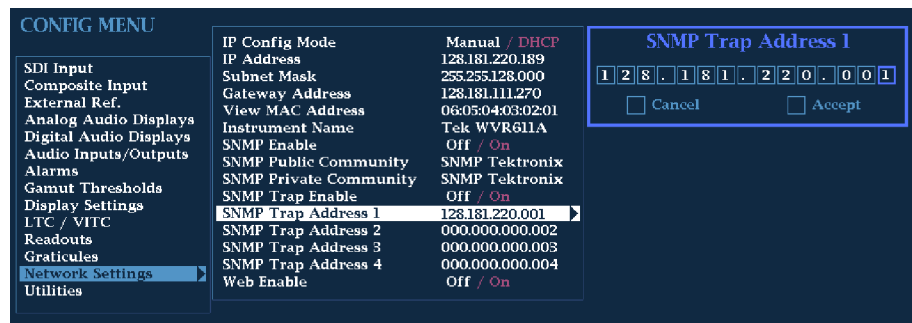 CONFIG MENU
SDI Input
Composite Input
External Ref.
Analog Audio Displays
Digital Audio Displays
Audio Inputs/Outputs
Alarms
Gamut Thresholds
Display Settings
LTC / VITC
Readouts
Graticules
Network Settings
Utilities
IP Config Mode Manual / DHCP
IP Address 128.181.220.189
Subnet Mask 255.255.128.000
Gateway Address 128.181.111.270
View MAC Address 06:05:04:03:02:01
Instrument Name Tek WVR611A
SNMP Enable Off / On
SNMP Public Community SNMP Tektronix
SNMP Private Community SNMP Tektronix
SNMP Trap Enable Off / On
SNMP Trap Address 1 128.181.220.001
SNMP Trap Address 2 000.000.000.002
SNMP Trap Address 3 000.000.000.003
SNMP Trap Address 4 000.000.000.004
Web Enable Off / On
SNMP Trap Address 1
128.181.220.001
Cancel Accept